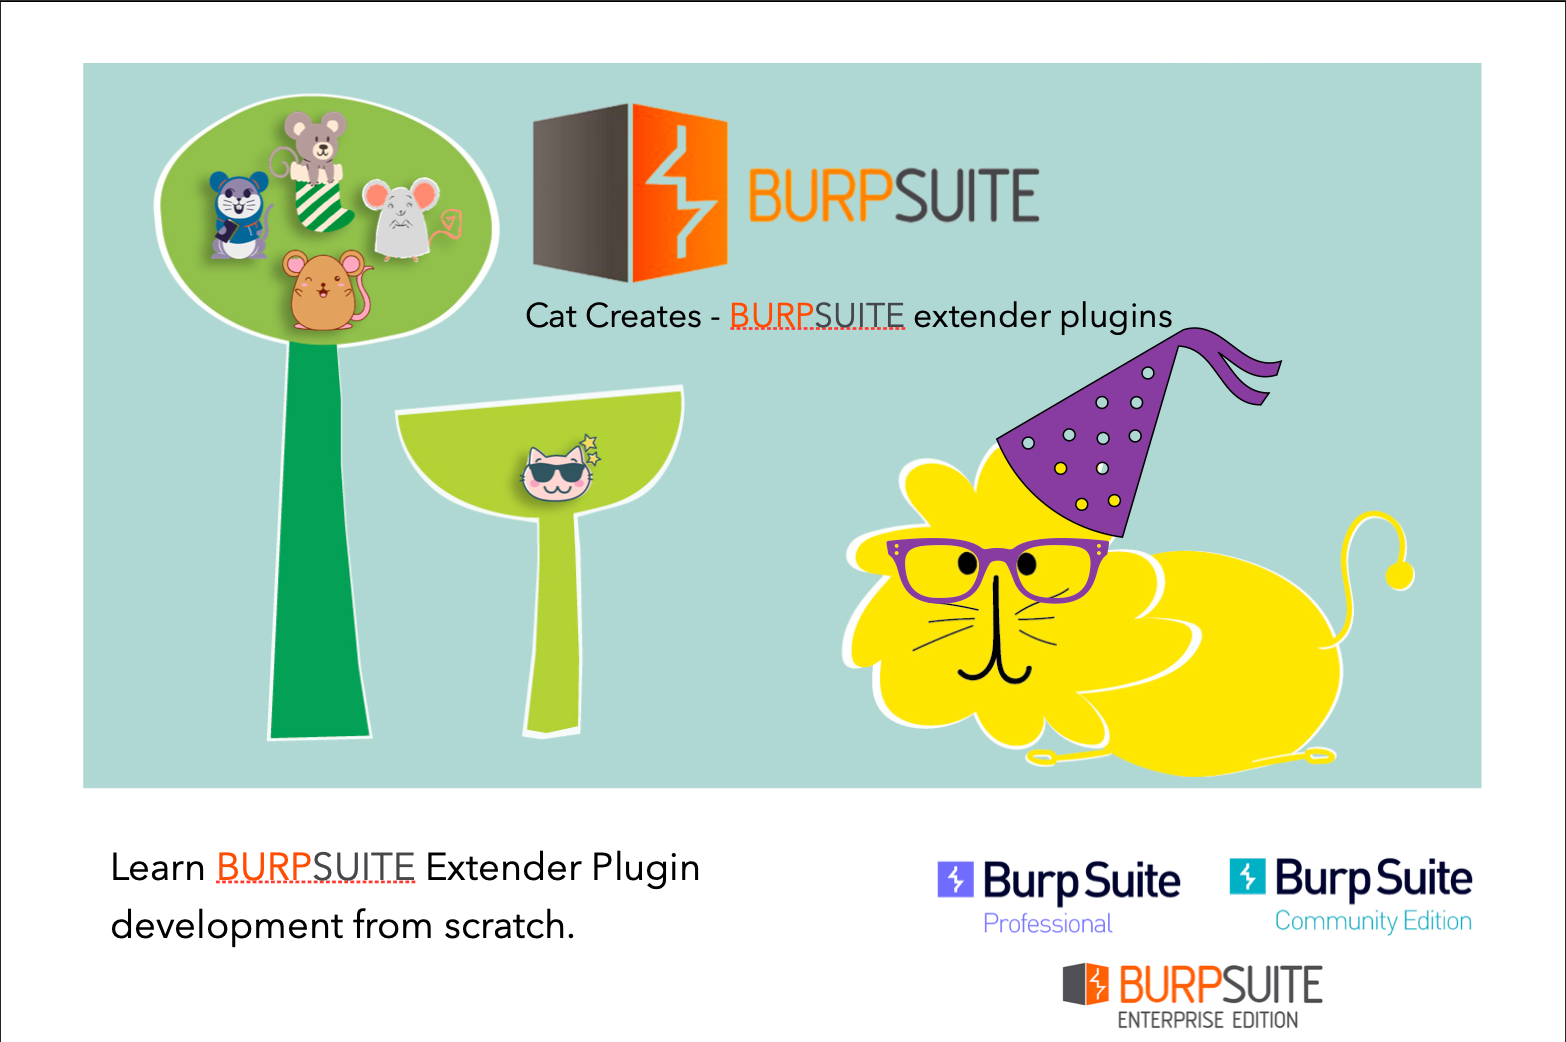 BURPSUITE
Cat Creates - BURPSUITE extender plugins
Learn BURPSUITE Extender Plugin
development from scratch.
Burp Suite
Professional
Burp Suite
Community Edition
BURPSUITE
ENTERPRISE EDITION